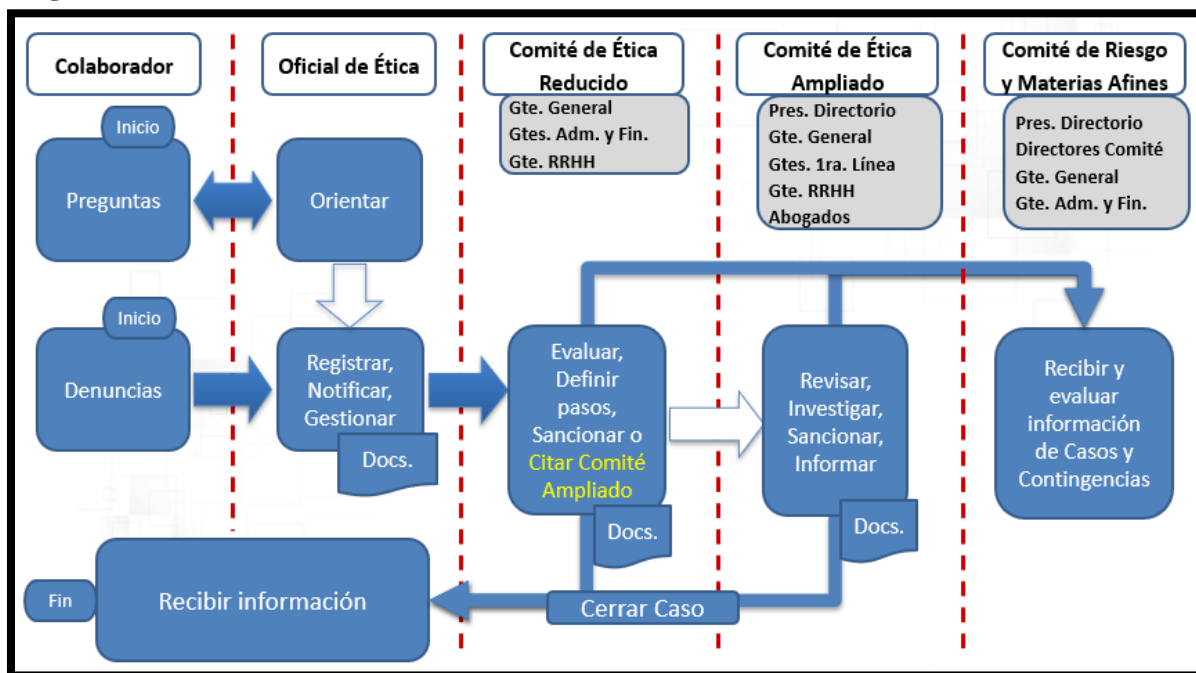 Colaborador
Oficial de Ética
Comité de Ética
Reducido
Comité de Ética
Ampliado
Comité de Riesgo
y Materias Afines
Gte. General
Gtes. Adm. y Fin.
Gte. RRHH
Pres. Directorio
Gte. General
Gtes. 1ra. Línea
Gte. RRHH
Abogados
Pres. Directorio
Directores Comité
Gte. General
Gte. Adm. y Fin.
Inicio
Preguntas
Orientar
Inicio
Denuncias
Registrar,
Notificar,
Gestionar
Docs.
Evaluar,
Definir
pasos,
Sancionar o
Citar Comité
Ampliado
Docs.
Revisar,
Investigar,
Sancionar,
Informar
Docs.
Recibir y
evaluar
información
de Casos y
Contingencias
Fin
Recibir información
Cerrar Caso